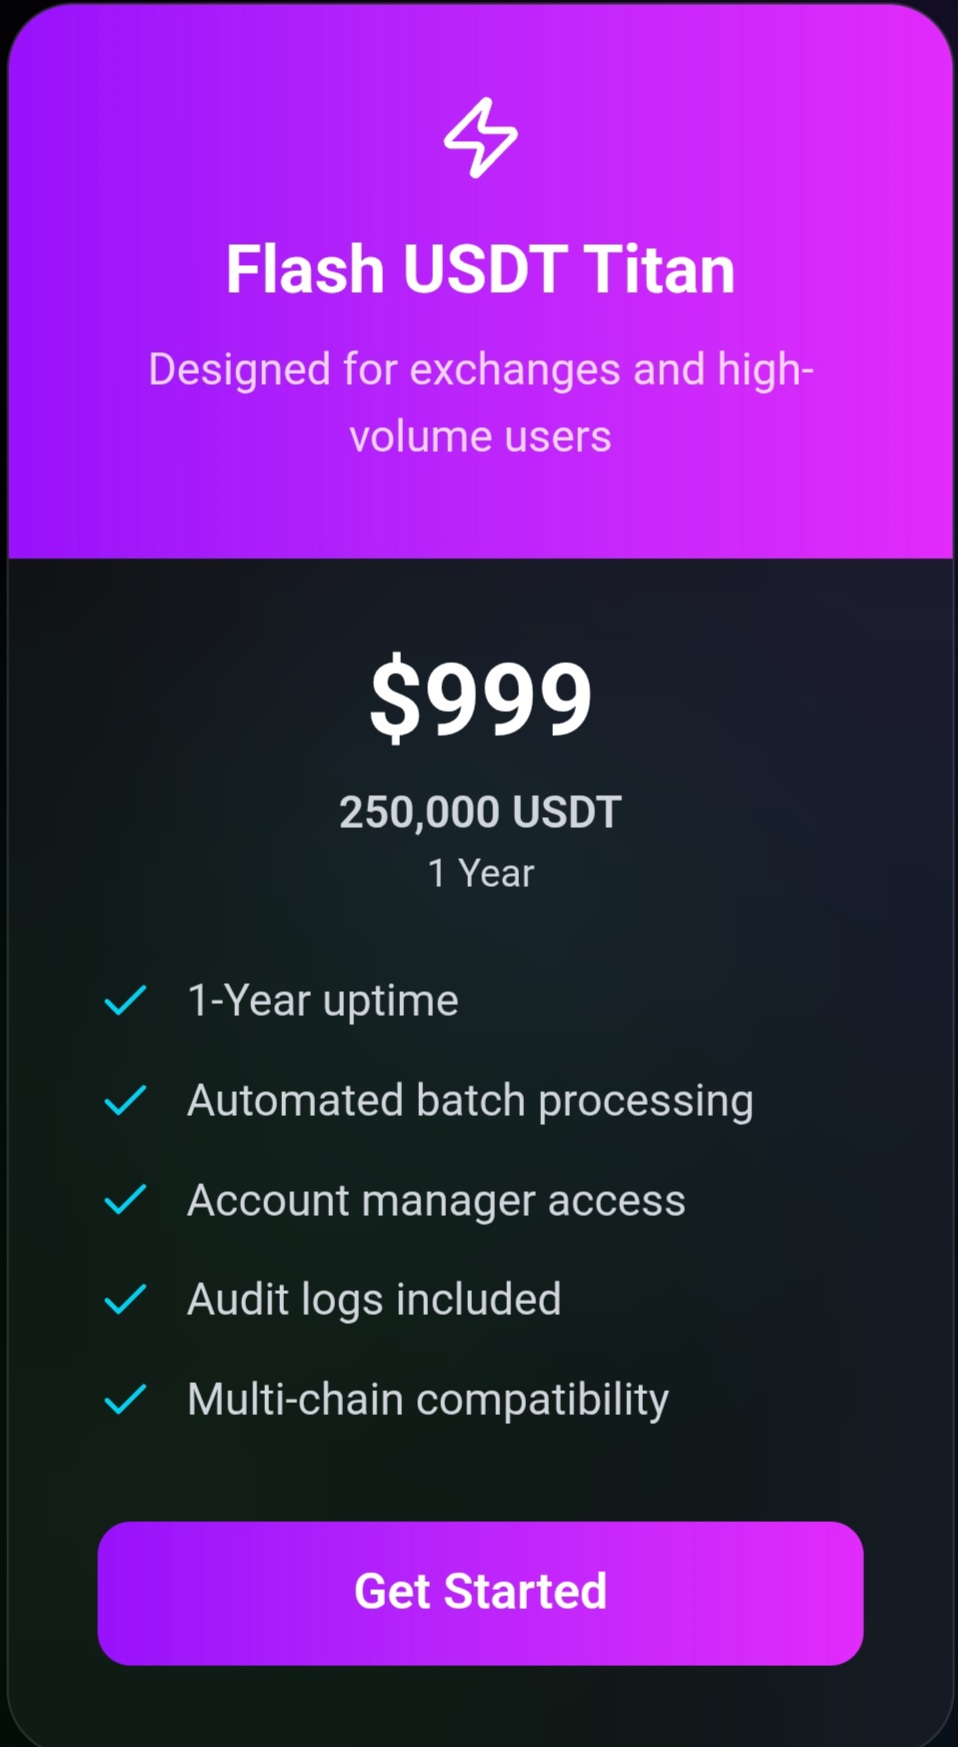 Flash USDT Titan
Designed for exchanges and high-
volume users
$999
250,000 USDT
1 Year
1-Year uptime
Automated batch processing
Account manager access
Audit logs included
Multi-chain compatibility
Get Started